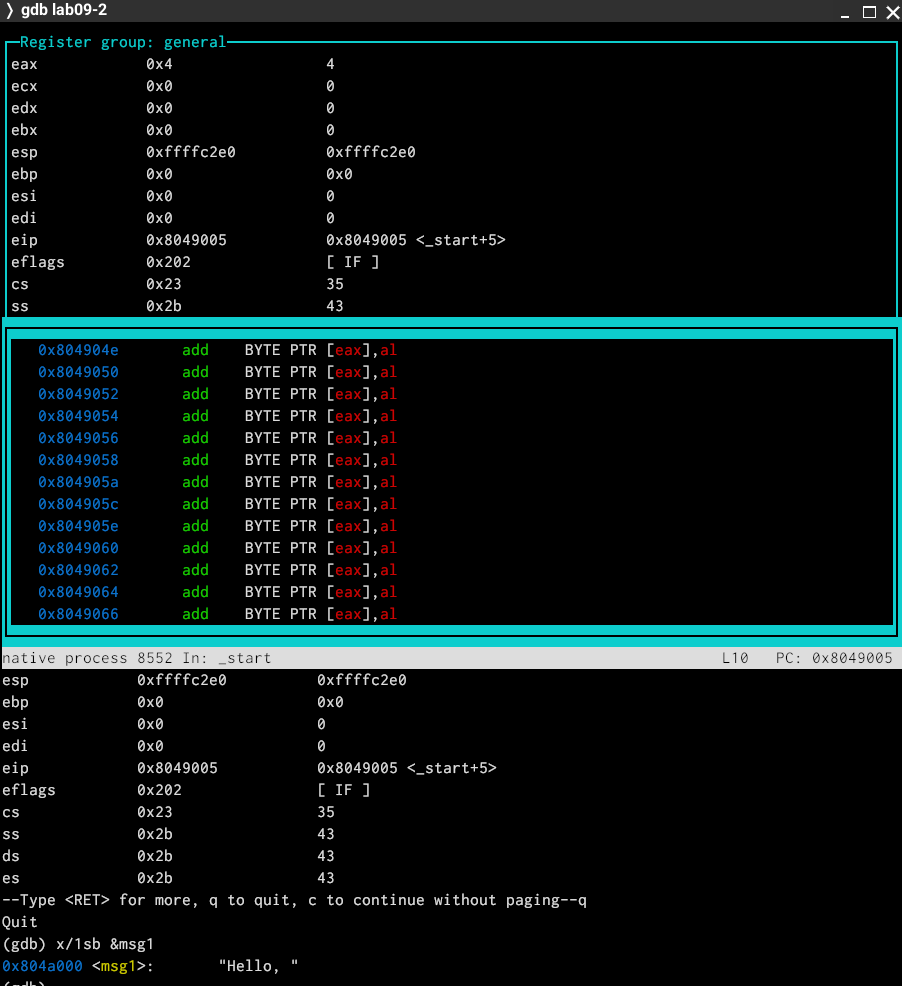 ❭ gdb lab09-2
Register group: general
eax 0x4 4
ecx 0x0 0
edx 0x0 0
ebx 0x0 0
esp 0xffffc2e0 0xffffc2e0
ebp 0x0 0x0
esi 0x0 0
edi 0x0 0
eip 0x8049005 0x8049005 <_start+5>
eflags 0x202 [ IF ]
cs 0x23 35
ss 0x2b 43
0x804904e add BYTE PTR [eax],al
0x8049050 add BYTE PTR [eax],al
0x8049052 add BYTE PTR [eax],al
0x8049054 add BYTE PTR [eax],al
0x8049056 add BYTE PTR [eax],al
0x8049058 add BYTE PTR [eax],al
0x804905a add BYTE PTR [eax],al
0x804905c add BYTE PTR [eax],al
0x804905e add BYTE PTR [eax],al
0x8049060 add BYTE PTR [eax],al
0x8049062 add BYTE PTR [eax],al
0x8049064 add BYTE PTR [eax],al
0x8049066 add BYTE PTR [eax],al
native process 8552 In: _start L10 PC: 0x8049005
esp 0xffffc2e0 0xffffc2e0
ebp 0x0 0x0
esi 0x0 0
edi 0x0 0
eip 0x8049005 0x8049005 <_start+5>
eflags 0x202 [ IF ]
cs 0x23 35
ss 0x2b 43
ds 0x2b 43
es 0x2b 43
--Type <RET> for more, q to quit, c to continue without paging--q
Quit
(gdb) x/1sb &msg1
0x804a000 <msg1>: "Hello, "
(gdb)